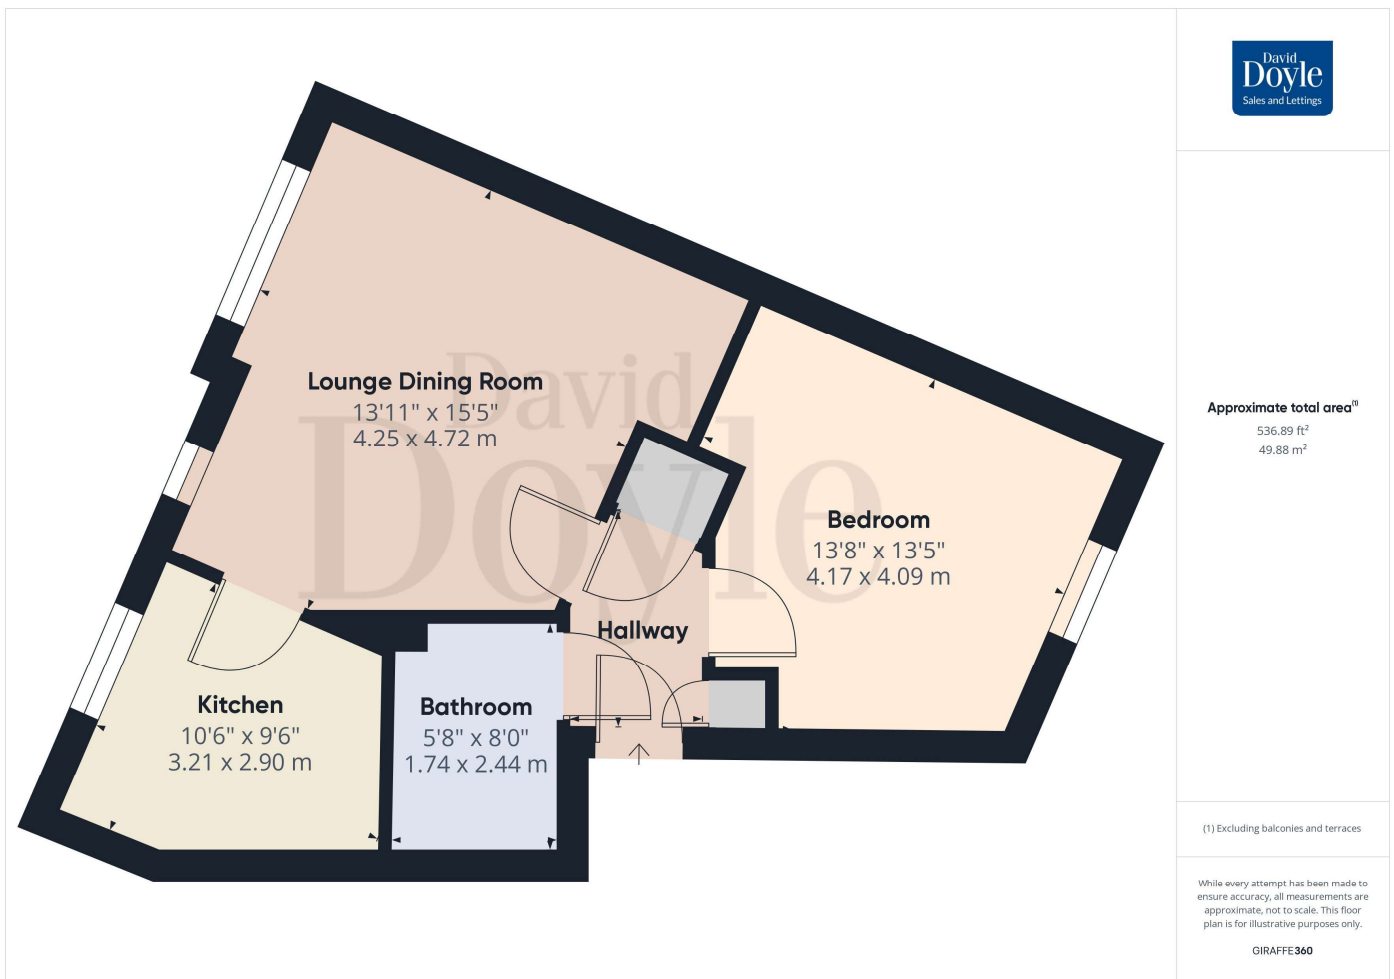 David
Doyle
Sales and Lettings
David
Doyle
Lounge Dining Room
13'11" x 15'5"
4.25 x 4.72 m
Bedroom
13'8" x 13'5"
4.17 x 4.09 m
Hallway
Kitchen
10'6" x 9'6"
3.21 x 2.90 m
Bathroom
5'8" x 8'0"
1.74 x 2.44 m
Approximate total area(1)
536.89 ft²
49.88 m²
(1) Excluding balconies and terraces
While every attempt has been made to
ensure accuracy, all measurements are
approximate, not to scale. This floor
plan is for illustrative purposes only.
GIRAFFE360